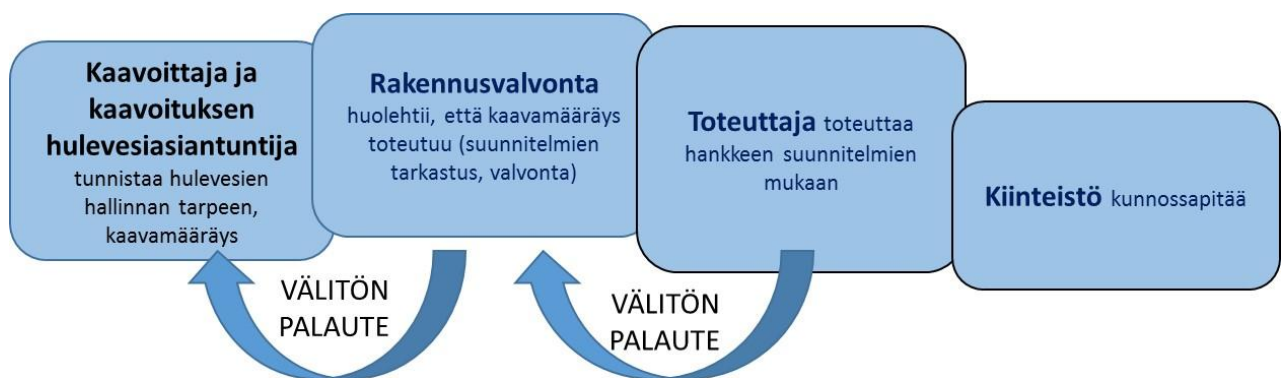 Kaavoittaja ja
kaavoituksen
hulevesiasiantuntija
tunnistaa hulevesien
hallinnan tarpeen,
kaavamääräys
Rakennusvalvonta
huolehtii, että kaavamääräys
toteutuu (suunnitelmien
tarkastus, valvonta)
Toteuttaja toteuttaa
hankkeen suunnitelmien
mukaan
Kiinteistö kunnossapitää
VÄLITÖN
PALAUTE
VÄLITÖN
PALAUTE